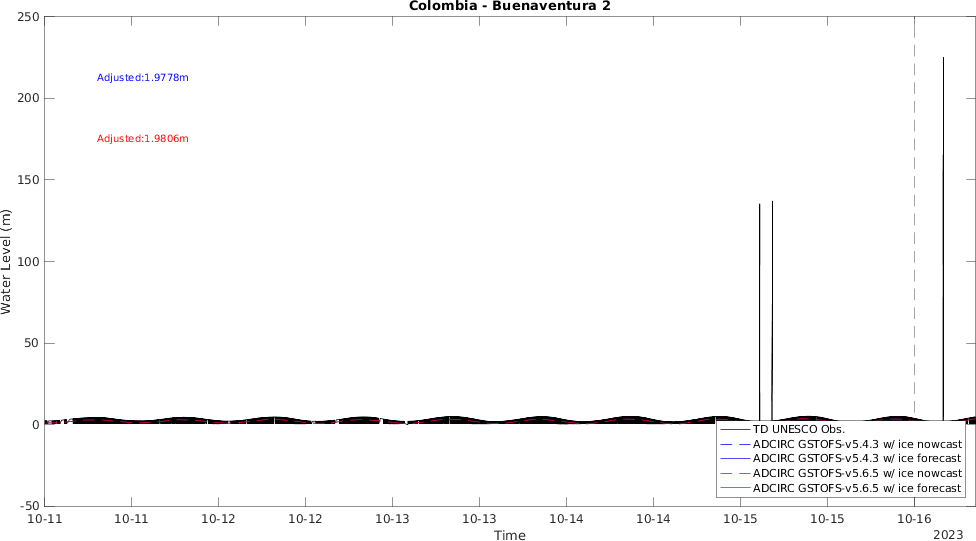 Colombia - Buenaventura 2
250
200
150
100
50
0
-50
Water Level (m)
Adjusted:1.9778m
Adjusted:1.9806m
TD UNESCO Obs.
ADCIRC GSTOFS-v5.4.3 w/ ice nowcast
ADCIRC GSTOFS-v5.4.3 w/ ice forecast
ADCIRC GSTOFS-v5.6.5 w/ ice nowcast
ADCIRC GSTOFS-v5.6.5 w/ ice forecast
10-11 10-11 10-12 10-12 10-13 10-13 10-14 10-14 10-15 10-15 10-16
Time
2023